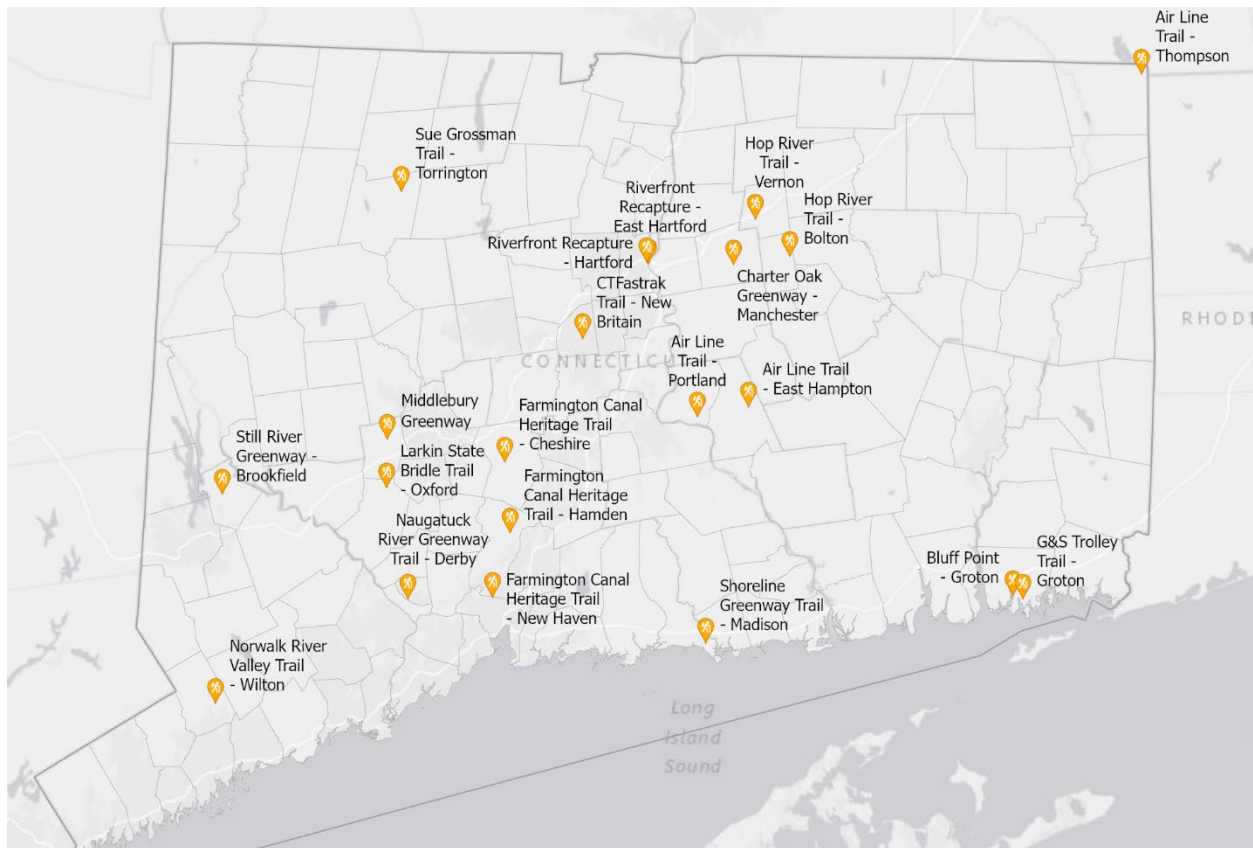 Air Line
Trail -
Thompson
Sue Grossman
Trail -
Torrington
Hop River
Trail -
Vernon
Riverfront
Recapture -
East Hartford
Hop River
Trail -
Bolton
Riverfront Recapture
- Hartford
CTFastrak
Trail - New
Britain
Charter Oak
Greenway -
Manchester
RHODE
CONNECTICU
Air Line
Trail -
Portland
Air Line Trail
- East Hampton
Middlebury
Greenway
Farmington Canal
Heritage Trail
- Cheshire
Still River
Greenway -
Brookfield
Larkin State
Bridle Trail
- Oxford
Farmington
Canal Heritage
Trail - Hamden
Naugatuck
River Greenway
Trail - Derby
Farmington Canal
Heritage Trail
- New Haven
Shoreline
Greenway Trail
- Madison
Bluff Point
- Groton
G&S Trolley
Trail -
Groton
Norwalk River
Valley Trail
- Wilton
Long
Island
Sound